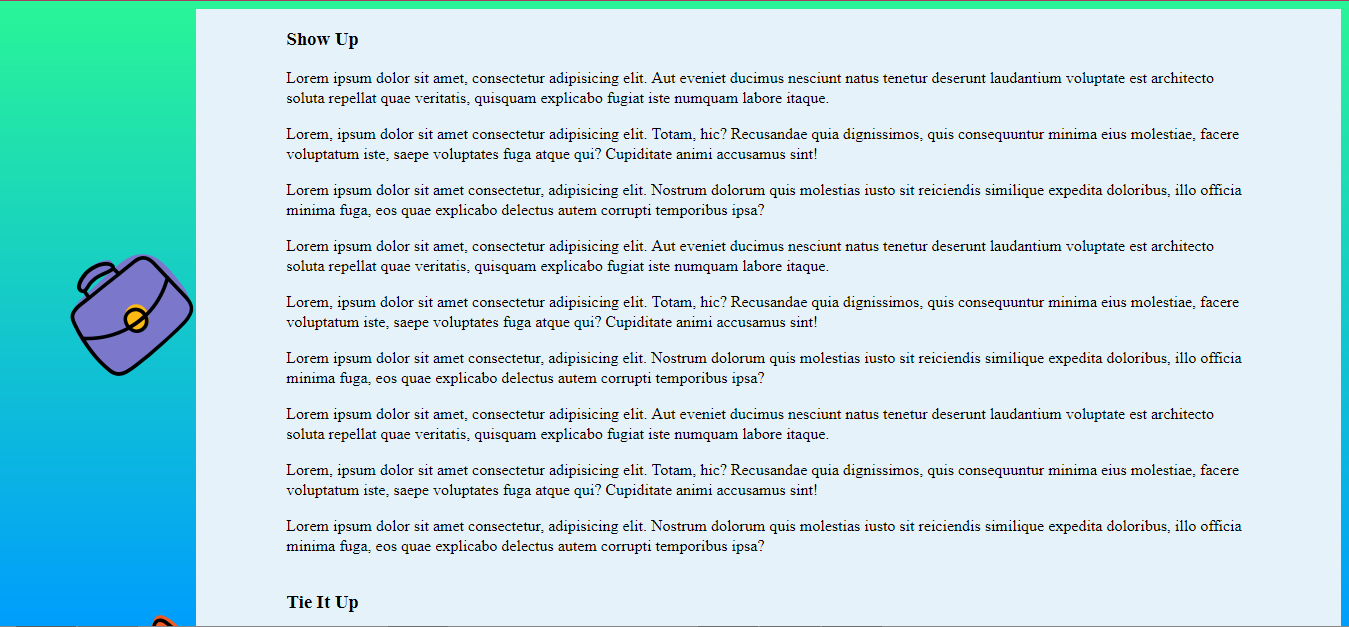 Show Up
Lorem ipsum dolor sit amet, consectetur adipisicing elit. Aut eveniet ducimus nesciunt natus tenetur deserunt laudantium voluptate est architecto
soluta repellat quae veritatis, quisquam explicabo fugiat iste numquam labore itaque.
Lorem, ipsum dolor sit amet consectetur adipisicing elit. Totam, hic? Recusandae quia dignissimos, quis consequuntur minima eius molestiae, facere
voluptatum iste, saepe voluptates fuga atque qui? Cupiditate animi accusamus sint!
Lorem ipsum dolor sit amet consectetur, adipisicing elit. Nostrum dolorum quis molestias iusto sit reiciendis similique expedita doloribus, illo officia
minima fuga, eos quae explicabo delectus autem corrupti temporibus ipsa?
Lorem ipsum dolor sit amet, consectetur adipisicing elit. Aut eveniet ducimus nesciunt natus tenetur deserunt laudantium voluptate est architecto
soluta repellat quae veritatis, quisquam explicabo fugiat iste numquam labore itaque.
Lorem, ipsum dolor sit amet consectetur adipisicing elit. Totam, hic? Recusandae quia dignissimos, quis consequuntur minima eius molestiae, facere
voluptatum iste, saepe voluptates fuga atque qui? Cupiditate animi accusamus sint!
Lorem ipsum dolor sit amet consectetur, adipisicing elit. Nostrum dolorum quis molestias iusto sit reiciendis similique expedita doloribus, illo officia
minima fuga, eos quae explicabo delectus autem corrupti temporibus ipsa?
Lorem ipsum dolor sit amet, consectetur adipisicing elit. Aut eveniet ducimus nesciunt natus tenetur deserunt laudantium voluptate est architecto
soluta repellat quae veritatis, quisquam explicabo fugiat iste numquam labore itaque.
Lorem, ipsum dolor sit amet consectetur adipisicing elit. Totam, hic? Recusandae quia dignissimos, quis consequuntur minima eius molestiae, facere
voluptatum iste, saepe voluptates fuga atque qui? Cupiditate animi accusamus sint!
Lorem ipsum dolor sit amet consectetur, adipisicing elit. Nostrum dolorum quis molestias iusto sit reiciendis similique expedita doloribus, illo officia
minima fuga, eos quae explicabo delectus autem corrupti temporibus ipsa?
Tie It Up